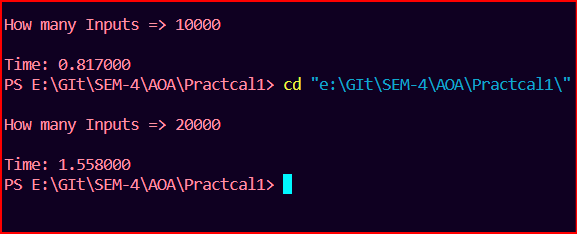 How many Inputs => 10000
Time: 0.817000
PS E:\GIt\SEM-4\AOA\Practcal1> cd "e:\GIt\SEM-4\AOA\Practcal1\"
How many Inputs => 20000
Time: 1.558000
PS E:\GIt\SEM-4\AOA\Practcal1>